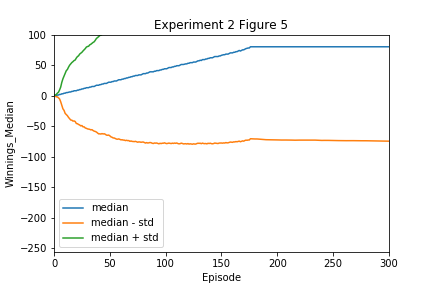 Experiment 2 Figure 5
100
50
0
−50
−100
−150
−200
−250
Winnings_Median
median
median - std
median + std
0 50 100 150 200 250 300
Episode